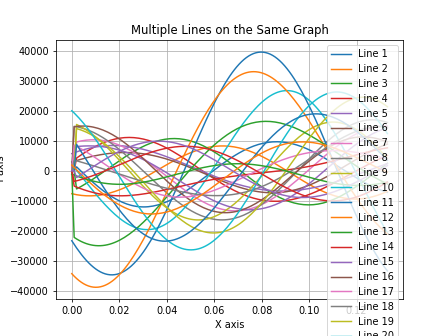 Multiple Lines on the Same Graph
40000
30000
20000
10000
0
−10000
−20000
−30000
−40000
0.00
0.02
0.04
0.06
0.08
0.10
X axis
Line 1
Line 2
Line 3
Line 4
Line 5
Line 6
Line 7
Line 8
Line 9
Line 10
Line 11
Line 12
Line 13
Line 14
Line 15
Line 16
Line 17
Line 18
Line 19
Line 20